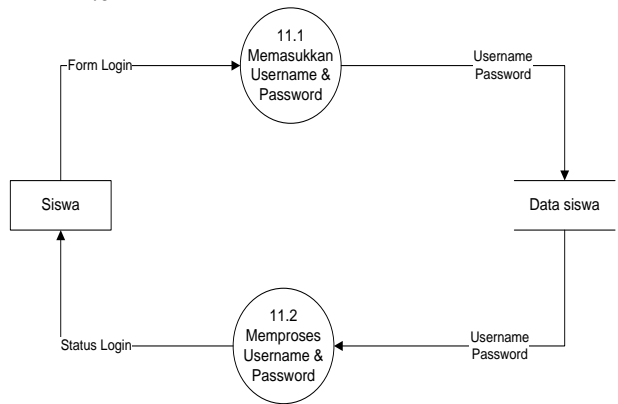 11.1
Memasukkan
Username &
Password
Form Login
Username
Password
Siswa
Data siswa
11.2
Memproses
Username &
Password
Status Login
Username
Password